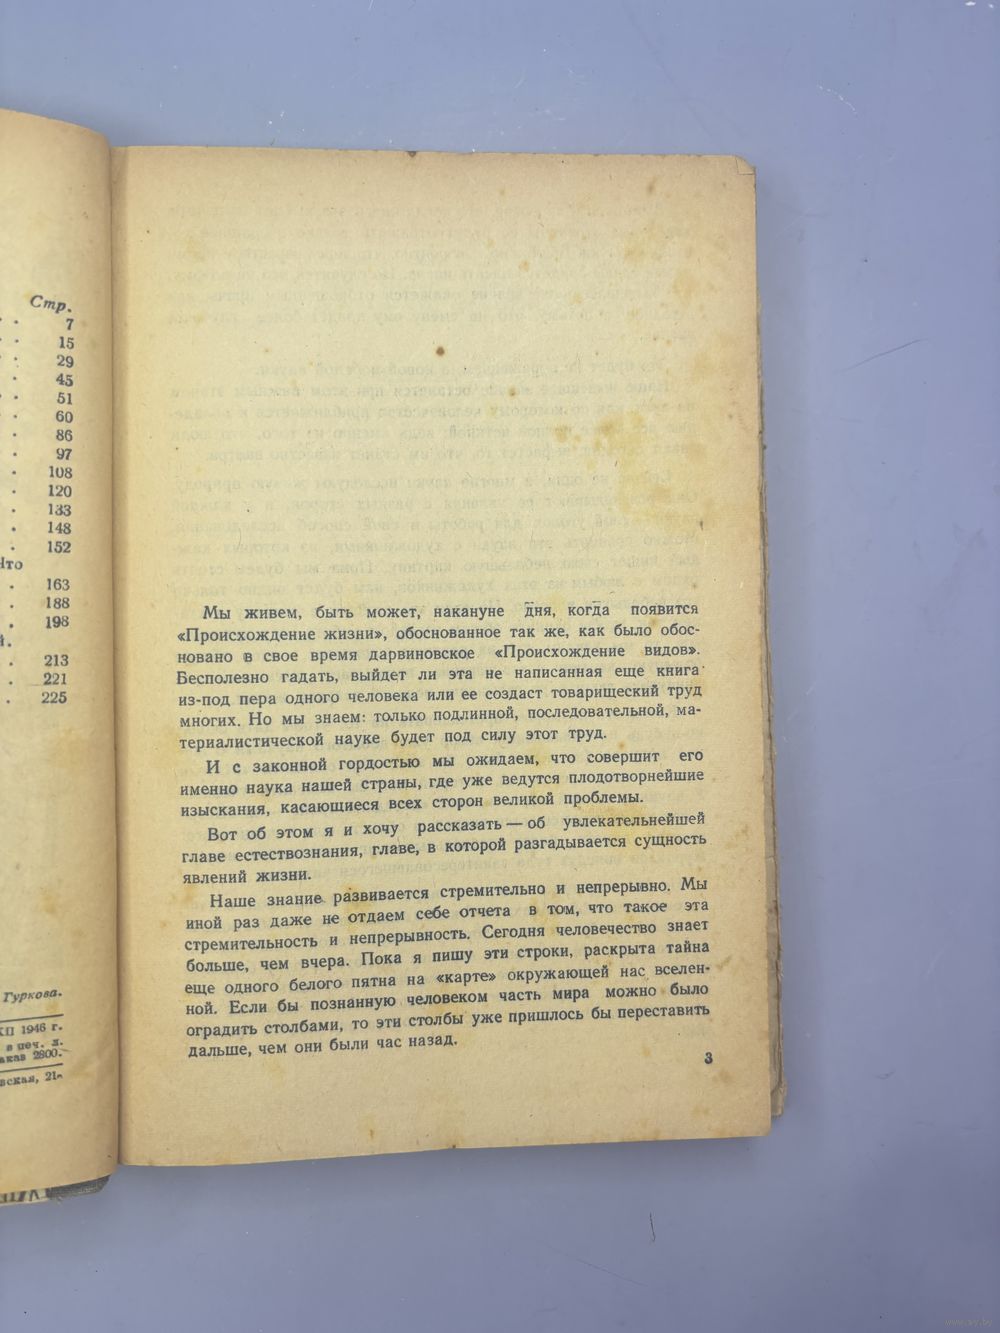 Стр.
7
15
29
45
51
60
86
97
108
120
133
148
152
163
188
198
213
221
225
Гуркова.
1946 г.
в печ. л.
2800.
21
Мы живем, быть может, накануне дня, когда появится
«Происхождение жизни», обоснованное так же, как было обос-
новано в свое время дарвиновское «Происхождение видов».
Бесполезно гадать, выйдет ли эта не написанная еще книга
из-под пера одного человека или ее создаст товарищеский труд
многих. Но мы знаем: только подлинной, последовательной, ма-
териалистической науке будет под силу этот труд.
И с законной гордостью мы ожидаем, что совершит его
именно наука нашей страны, где уже ведутся плодотворнейшие
изыскания, касающиеся всех сторон великой проблемы.
Вот об этом я и хочу рассказать — об увлекательнейшей
главе естествознания, главе, в которой разгадывается сущность
явлений жизни.
Наше знание развивается стремительно и непрерывно. Мы
иной раз даже не отдаем себе отчета в том, что такое эта
стремительность и непрерывность. Сегодня человечество знает
больше, чем вчера. Пока я пишу эти строки, раскрыта тайна
еще одного белого пятна на «карте» окружающей нас вселен-
ной. Если бы познанную человеком часть мира можно было
оградить столбами, то эти столбы уже пришлось бы переставить
дальше, чем они были час назад.
3